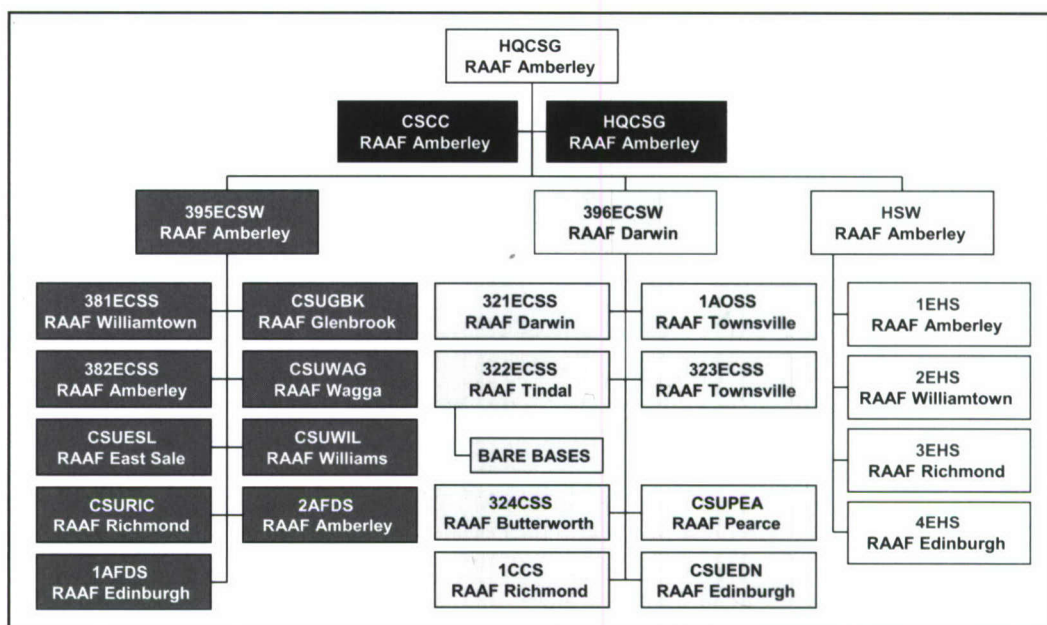 HQCSG
RAAF Amberley
CSCC
RAAF Amberley
HQCSG
RAAF Amberley
395ECSW
RAAF Amberley
396ECSW
RAAF Darwin
HSW
RAAF Amberley
381ECSS
RAAF Williamtown
CSUGBK
RAAF Glenbrook
382ECSS
RAAF Amberley
CSUWAG
RAAF Wagga
CSUESL
RAAF East Sale
CSUWIL
RAAF Williams
CSURIC
RAAF Richmond
2AFDS
RAAF Amberley
1AFDS
RAAF Edinburgh
321ECSS
RAAF Darwin
1AOSS
RAAF Townsville
322ECSS
RAAF Tindal
323ECSS
RAAF Townsville
BARE BASES
324CSS
RAAF Butterworth
CSUPEA
RAAF Pearce
1CCS
RAAF Richmond
CSUEDN
RAAF Edinburgh
1EHS
RAAF Amberley
2EHS
RAAF Williamtown
3EHS
RAAF Richmond
4EHS
RAAF Edinburgh